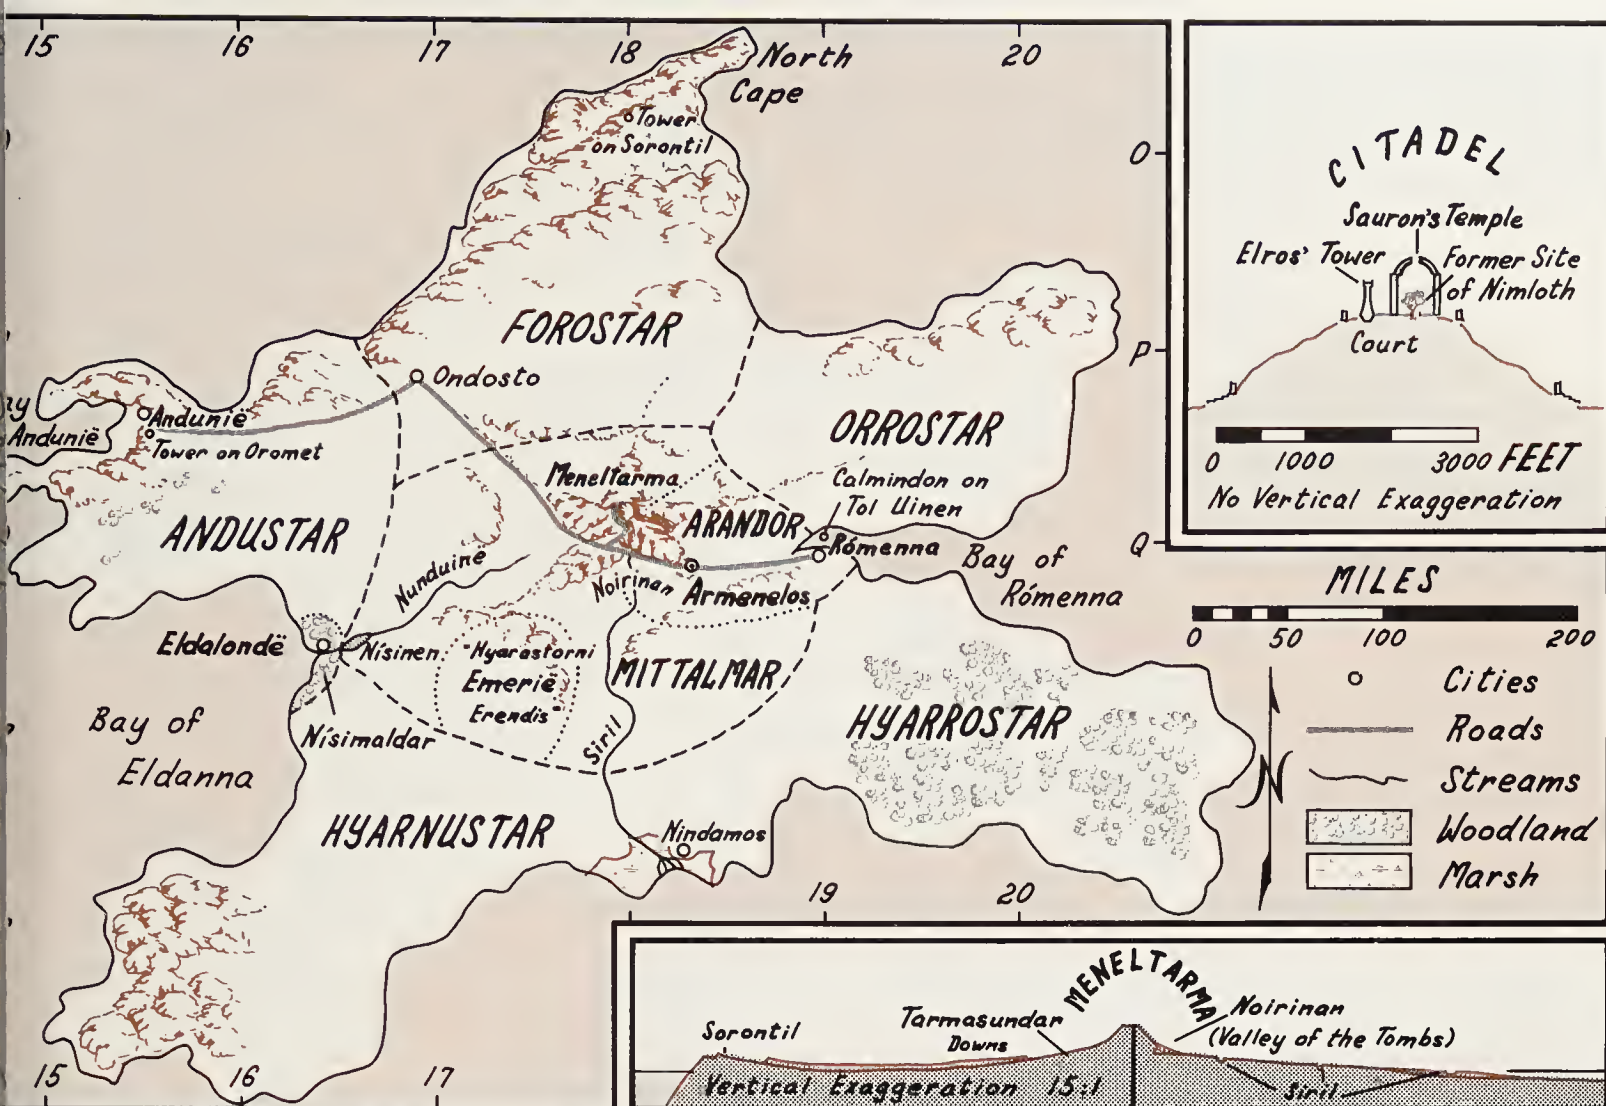 15 16 17 18 20
North
Cape
Tower
on Sorontil
O
FOROSTAR
P
Ondosto
Andunië
Andunië
Tower on Oromet
ORROSTAR
Meneltarma
Calmindon on
Tol Uinen
ANDUSTAR
ARANDOR
Q
Rómenna
Bay of
Rómenna
Nunduinë
Noirinan
Armenelos
Eldalondë
Nísinen
Hyarastorni
Emerië
Erendis
MITTALMAR
HYARROSTAR
Bay of
Eldanna
Nísimaldar
Siril
HYARNUSTAR
Nindamos
19 20
15 16 17
CITADEL
Sauron's Temple
Elros' Tower
Former Site
of Nimloth
Court
0 1000 3000 FEET
No Vertical Exaggeration
MILES
0 50 100 200
Cities
Roads
N
Streams
Woodland
Marsh
MENELTARMA
Sorontil
Tarmasundar
Downs
Noirinan
(Valley of the Tombs)
Vertical Exaggeration 15:1
Siril